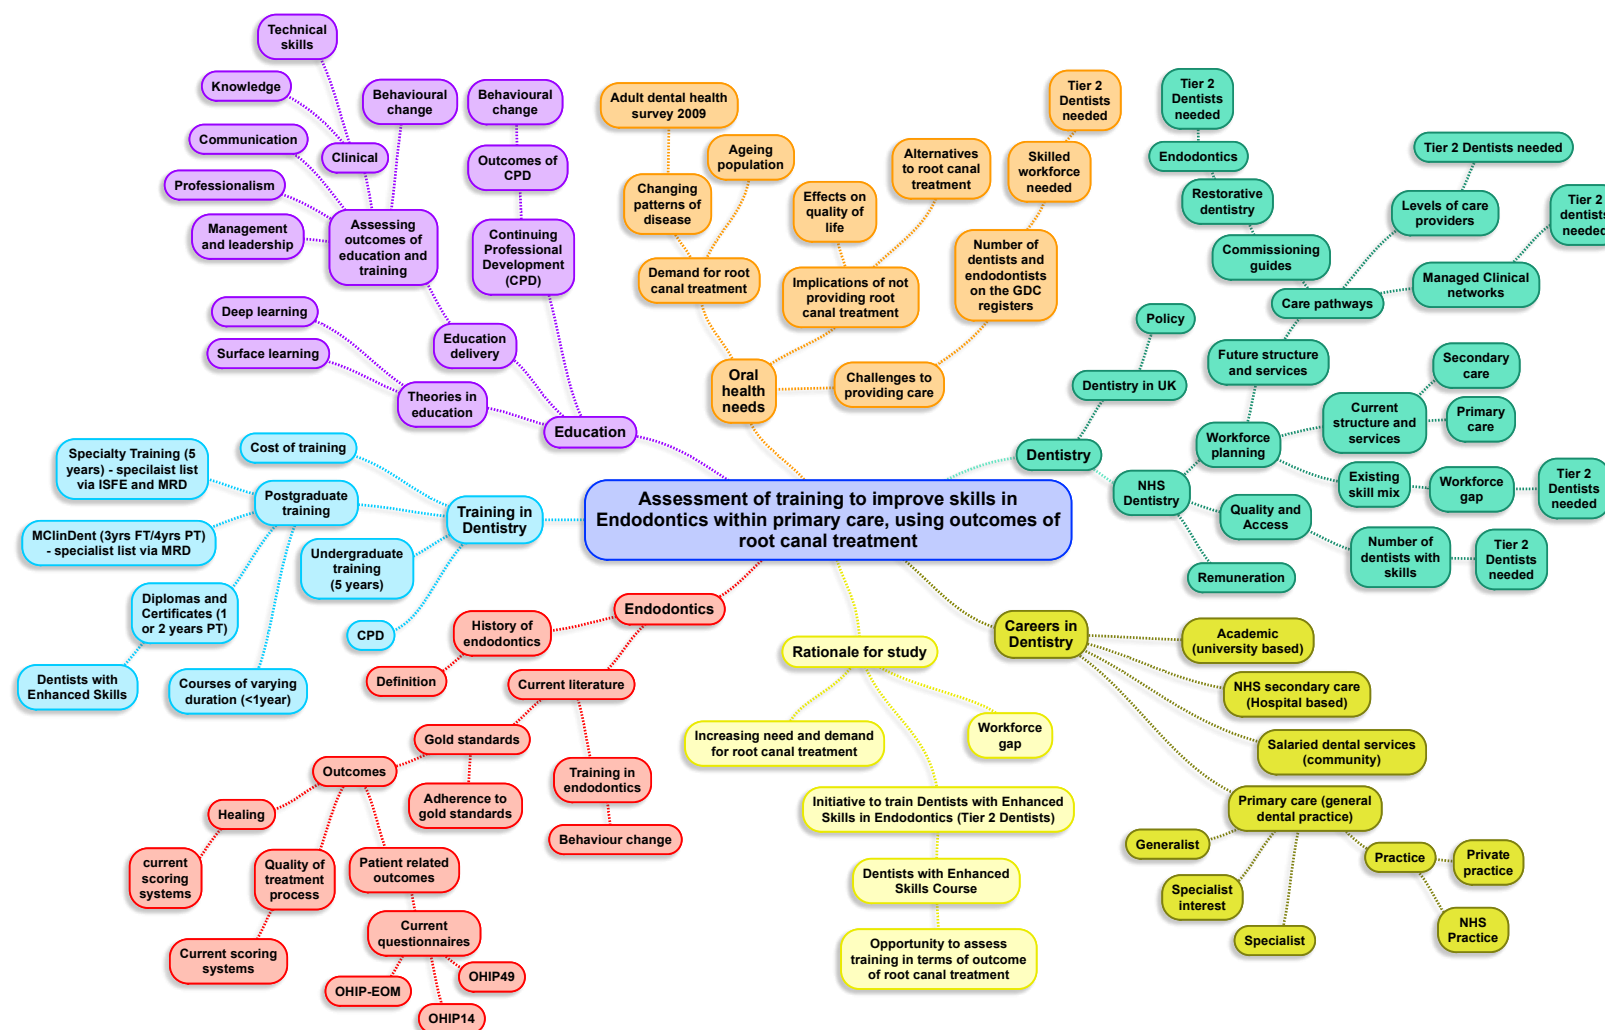 Technical
skills
Knowledge
Behavioural
change
Communication
Clinical
Professionalism
Management
and leadership
Assessing
outcomes of
education and
training
Behavioural
change
Outcomes of
CPD
Continuing
Professional
Development
(CPD)
Deep learning
Surface learning
Education
delivery
Theories in
education
Education
Adult dental health
survey 2009
Ageing
population
Changing
patterns of
disease
Demand for root
canal treatment
Effects on
quality of
life
Alternatives
to root canal
treatment
Implications of not
providing root
canal treatment
Tier 2
Dentists
needed
Skilled
workforce
needed
Number of
dentists and
endodontists
on the GDC
registers
Challenges to
providing care
Oral
health
needs
Tier 2
Dentists
needed
Endodontics
Restorative
dentistry
Commissioning
guides
Tier 2 Dentists needed
Levels of care
providers
Tier 2
dentists
needed
Managed Clinical
networks
Care pathways
Policy
Future structure
and services
Dentistry in UK
Secondary
care
Current
structure and
services
Primary
care
Workforce
planning
Dentistry
NHS
Dentistry
Existing
skill mix
Workforce
gap
Tier 2
Dentists
needed
Quality and
Access
Number of
dentists with
skills
Tier 2
Dentists
needed
Remuneration
Specialty Training (5
years) - specilaist list
via ISFE and MRD
Cost of training
Postgraduate
training
MClinDent (3yrs FT/4yrs PT)
- specialist list via MRD
Training in
Dentistry
Undergraduate
training
(5 years)
Diplomas and
Certificates (1
or 2 years PT)
CPD
Dentists with
Enhanced Skills
Courses of varying
duration (<1year)
Assessment of training to improve skills in
Endodontics within primary care, using outcomes of
root canal treatment
Endodontics
History of
endodontics
Definition
Current literature
Gold standards
Outcomes
Training in
endodontics
Adherence to
gold standards
Behaviour change
Healing
current
scoring
systems
Quality of
treatment
process
Patient related
outcomes
Current scoring
systems
Current
questionnaires
OHIP-EOM
OHIP49
OHIP14
Rationale for study
Increasing need and demand
for root canal treatment
Workforce
gap
Initiative to train Dentists with Enhanced
Skills in Endodontics (Tier 2 Dentists)
Dentists with Enhanced
Skills Course
Opportunity to assess
training in terms of outcome
of root canal treatment
Careers in
Dentistry
Academic
(university based)
NHS secondary care
(Hospital based)
Salaried dental services
(community)
Primary care (general
dental practice)
Generalist
Specialist
interest
Specialist
Practice
Private
practice
NHS
Practice